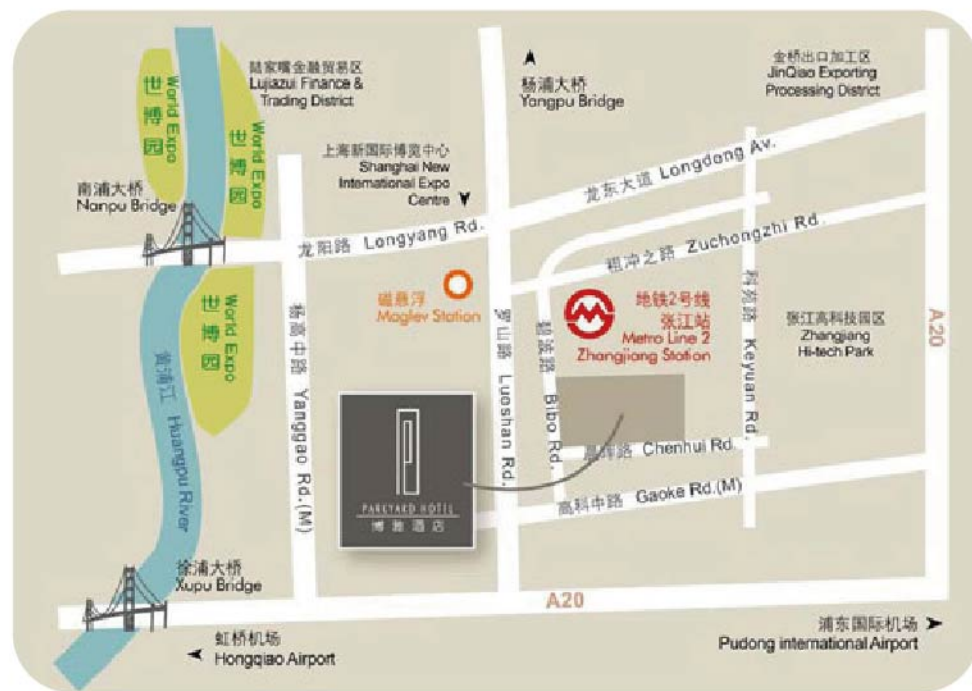 陆家嘴金融贸易区
Lujiazui Finance &
Trading District
杨浦大桥
Yangpu Bridge
金桥出口加工区
JinQiao Exporting
Processing District
World Expo
世博园
World Expo
世博园
上海新国际博览中心
Shanghai New
International Expo
Centre
南浦大桥
Nanpu Bridge
龙东大道 Longdong Av.
龙阳路 Longyang Rd.
祖冲之路 Zuchongzhi Rd.
磁悬浮
Maglev Station
地铁2号线
张江站
Metro Line 2
Zhangjiang Station
张江高科技园区
Zhangjiang
Hi-tech Park
A20
World Expo
世博园
黄浦江 Huangpu River
杨高中路 Yanggao Rd.(M)
罗山路 Luoshan Rd.
碧波路 Bibo Rd.
科苑路 Keyuan Rd.
晨晖路 Chenhui Rd.
高科中路 Gaoke Rd.(M)
PARKYARD HOTEL
博雅酒店
徐浦大桥
Xupu Bridge
A20
虹桥机场
Hongqiao Airport
浦东国际机场
Pudong international Airport